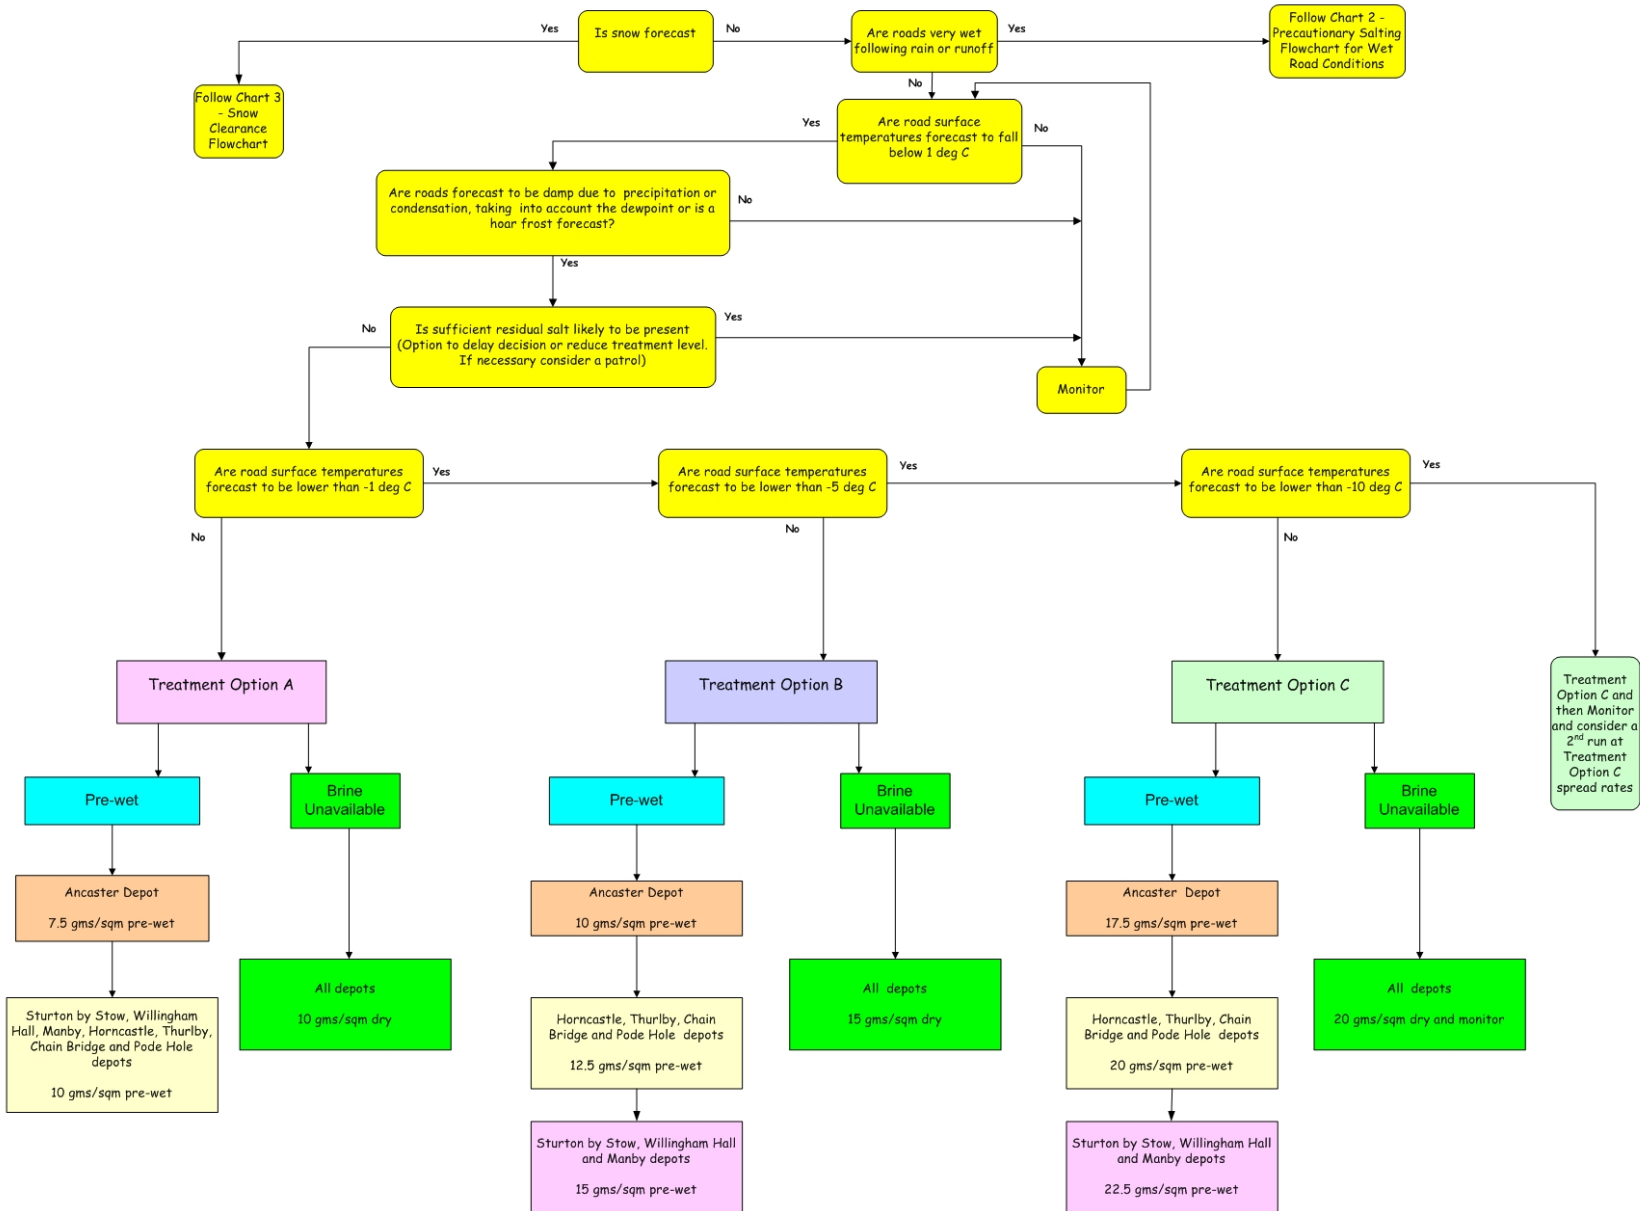 Yes
Is snow forecast
No
Are roads very wet
following rain or runoff
Yes
Follow Chart 2 -
Precautionary Salting
Flowchart for Wet
Road Conditions
Follow Chart 3
- Snow
Clearance
Flowchart
No
Yes
Are road surface
temperatures forecast to fall
below 1 deg C
No
Are roads forecast to be damp due to precipitation or
condensation, taking into account the dewpoint or is a
hoar frost forecast?
No
Yes
No
Is sufficient residual salt likely to be present
(Option to delay decision or reduce treatment level.
If necessary consider a patrol)
Yes
Monitor
Are road surface temperatures
forecast to be lower than -1 deg C
Yes
Are road surface temperatures
forecast to be lower than -5 deg C
Yes
Are road surface temperatures
forecast to be lower than -10 deg C
Yes
No
No
No
Treatment Option A
Treatment Option B
Treatment Option C
Treatment
Option C and
then Monitor
and consider a
2nd run at
Treatment
Option C
spread rates
Pre-wet
Brine
Unavailable
Pre-wet
Brine
Unavailable
Pre-wet
Brine
Unavailable
Ancaster Depot
7.5 gms/sqm pre-wet
Ancaster Depot
10 gms/sqm pre-wet
Ancaster Depot
17.5 gms/sqm pre-wet
Sturton by Stow, Willingham
Hall, Manby, Horncastle, Thurlby,
Chain Bridge and Pode Hole
depots
10 gms/sqm pre-wet
All depots
10 gms/sqm dry
Horncastle, Thurlby, Chain
Bridge and Pode Hole depots
12.5 gms/sqm pre-wet
All depots
15 gms/sqm dry
Horncastle, Thurlby, Chain
Bridge and Pode Hole depots
20 gms/sqm pre-wet
All depots
20 gms/sqm dry and monitor
Sturton by Stow, Willingham Hall
and Manby depots
15 gms/sqm pre-wet
Sturton by Stow, Willingham Hall
and Manby depots
22.5 gms/sqm pre-wet